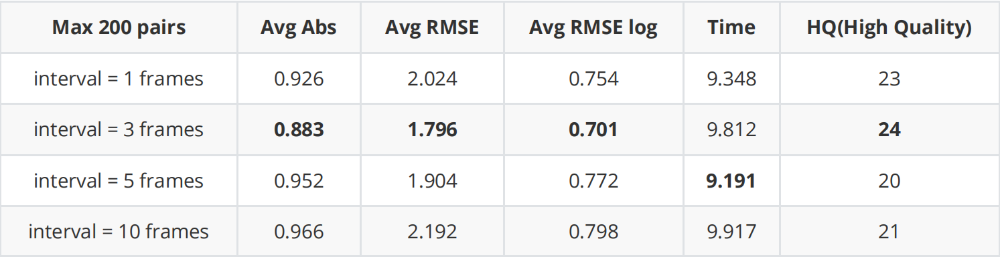 Max 200 pairs Avg Abs Avg RMSE Avg RMSE log Time HQ(High Quality)
interval = 1 frames 0.926 2.024 0.754 9.348 23
interval = 3 frames 0.883 1.796 0.701 9.812 24
interval = 5 frames 0.952 1.904 0.772 9.191 20
interval = 10 frames 0.966 2.192 0.798 9.917 21